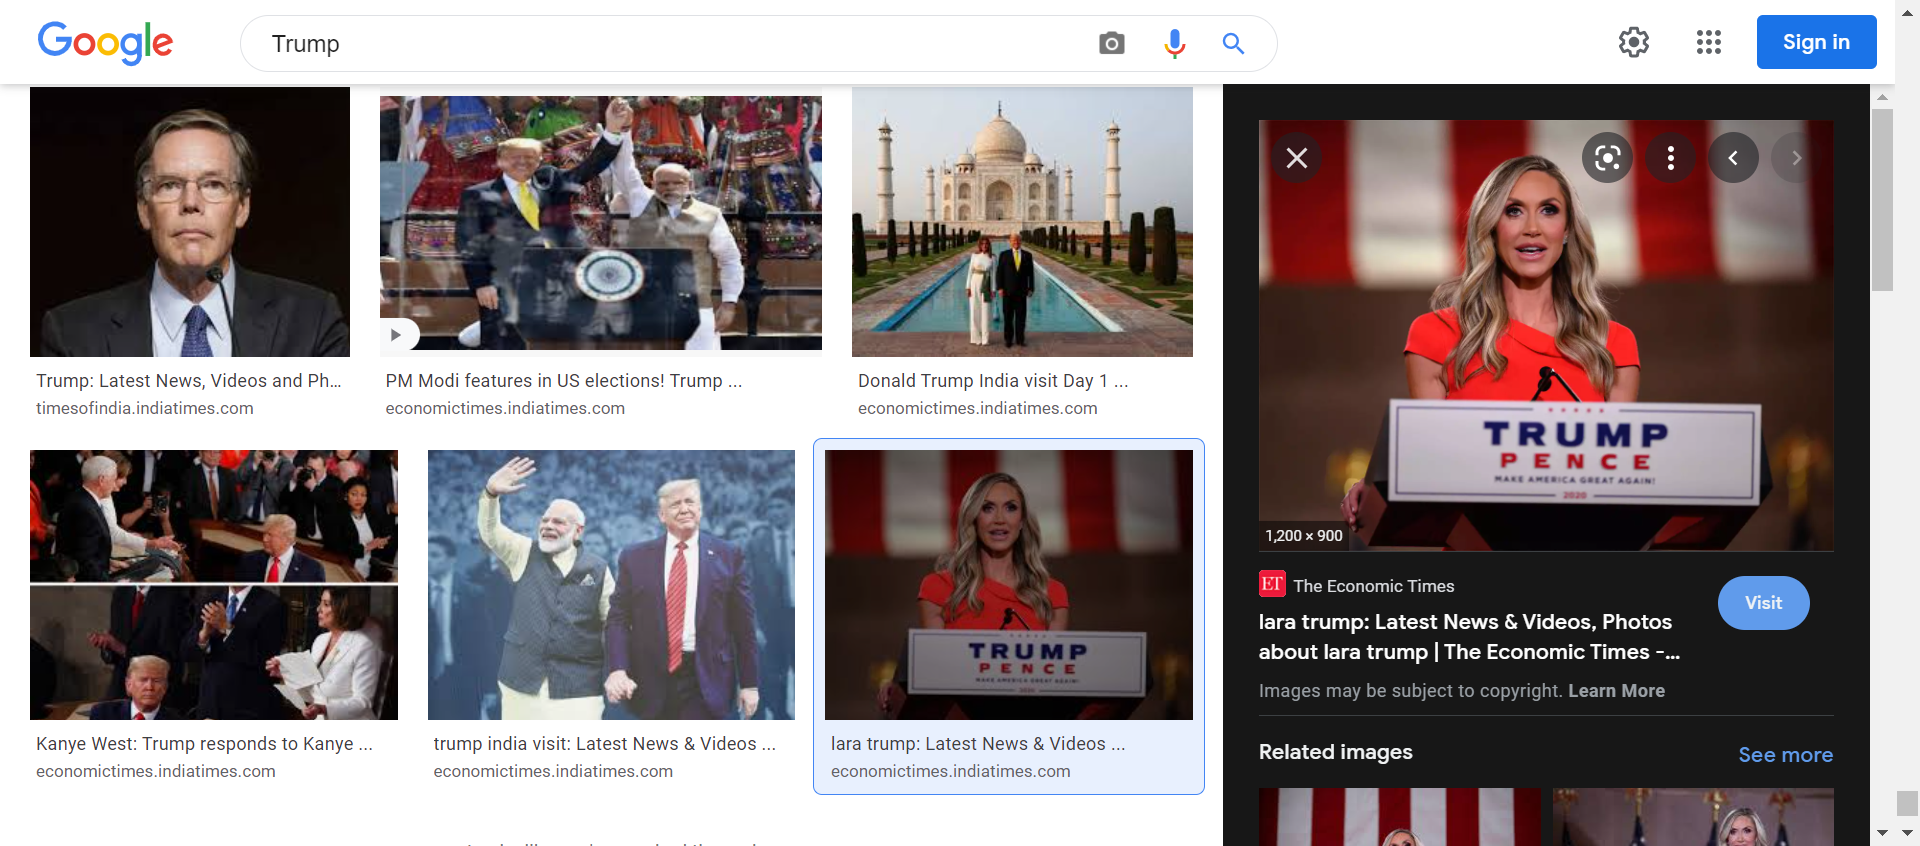 Google
Trump
Sign in
Trump: Latest News, Videos and Ph...
timesofindia.indiatimes.com
PM Modi features in US elections! Trump ...
economictimes.indiatimes.com
Donald Trump India visit Day 1 ...
economictimes.indiatimes.com
Kanye West: Trump responds to Kanye ...
economictimes.indiatimes.com
trump india visit: Latest News & Videos ...
economictimes.indiatimes.com
TRUMP
PENCE
MAKE AMERICA GREAT AGAIN!
2020
lara trump: Latest News & Videos ...
economictimes.indiatimes.com
TRUMP
PENCE
MAKE AMERICA GREAT AGAIN!
2020
1,200 × 900
ET The Economic Times
Visit
lara trump: Latest News & Videos, Photos
about lara trump | The Economic Times -...
Images may be subject to copyright. Learn More
Related images
See more